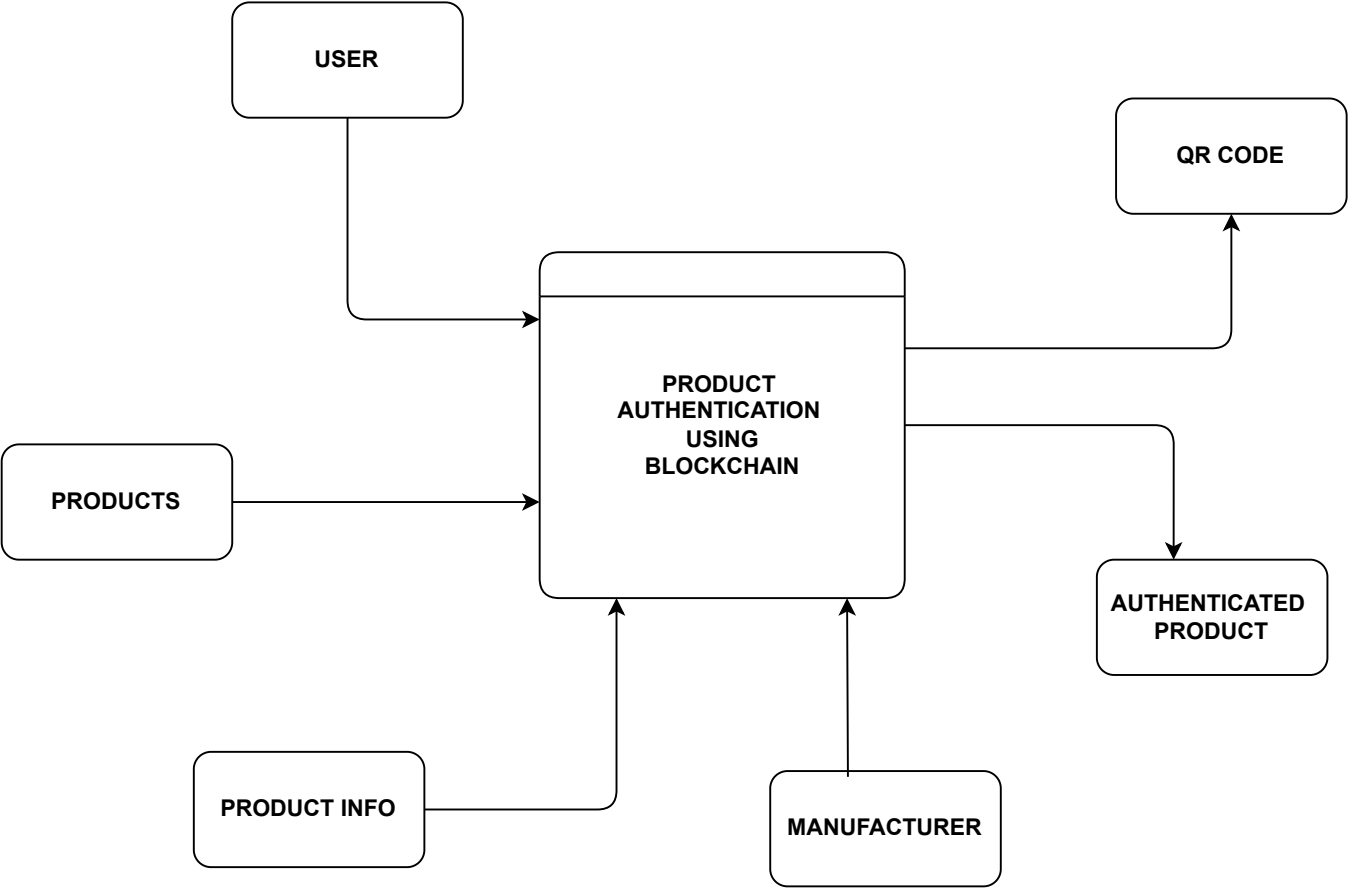 USER
QR CODE
PRODUCT
AUTHENTICATION
USING
BLOCKCHAIN
PRODUCTS
AUTHENTICATED
PRODUCT
PRODUCT INFO
MANUFACTURER